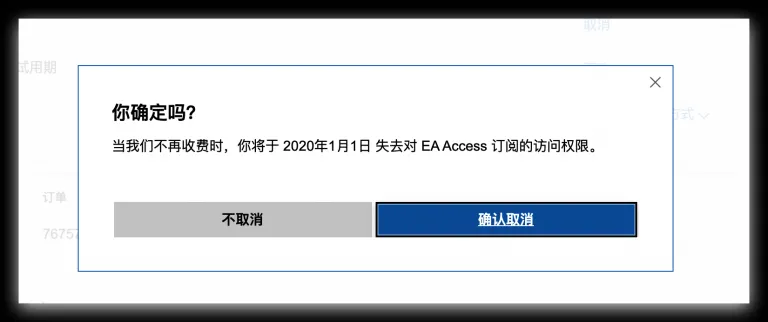 取消
试用期
方式
你确定吗？
当我们不再收费时，你将于 2020年1月1日 失去对 EA Access 订阅的访问权限。
订单
不取消
确认取消
76757